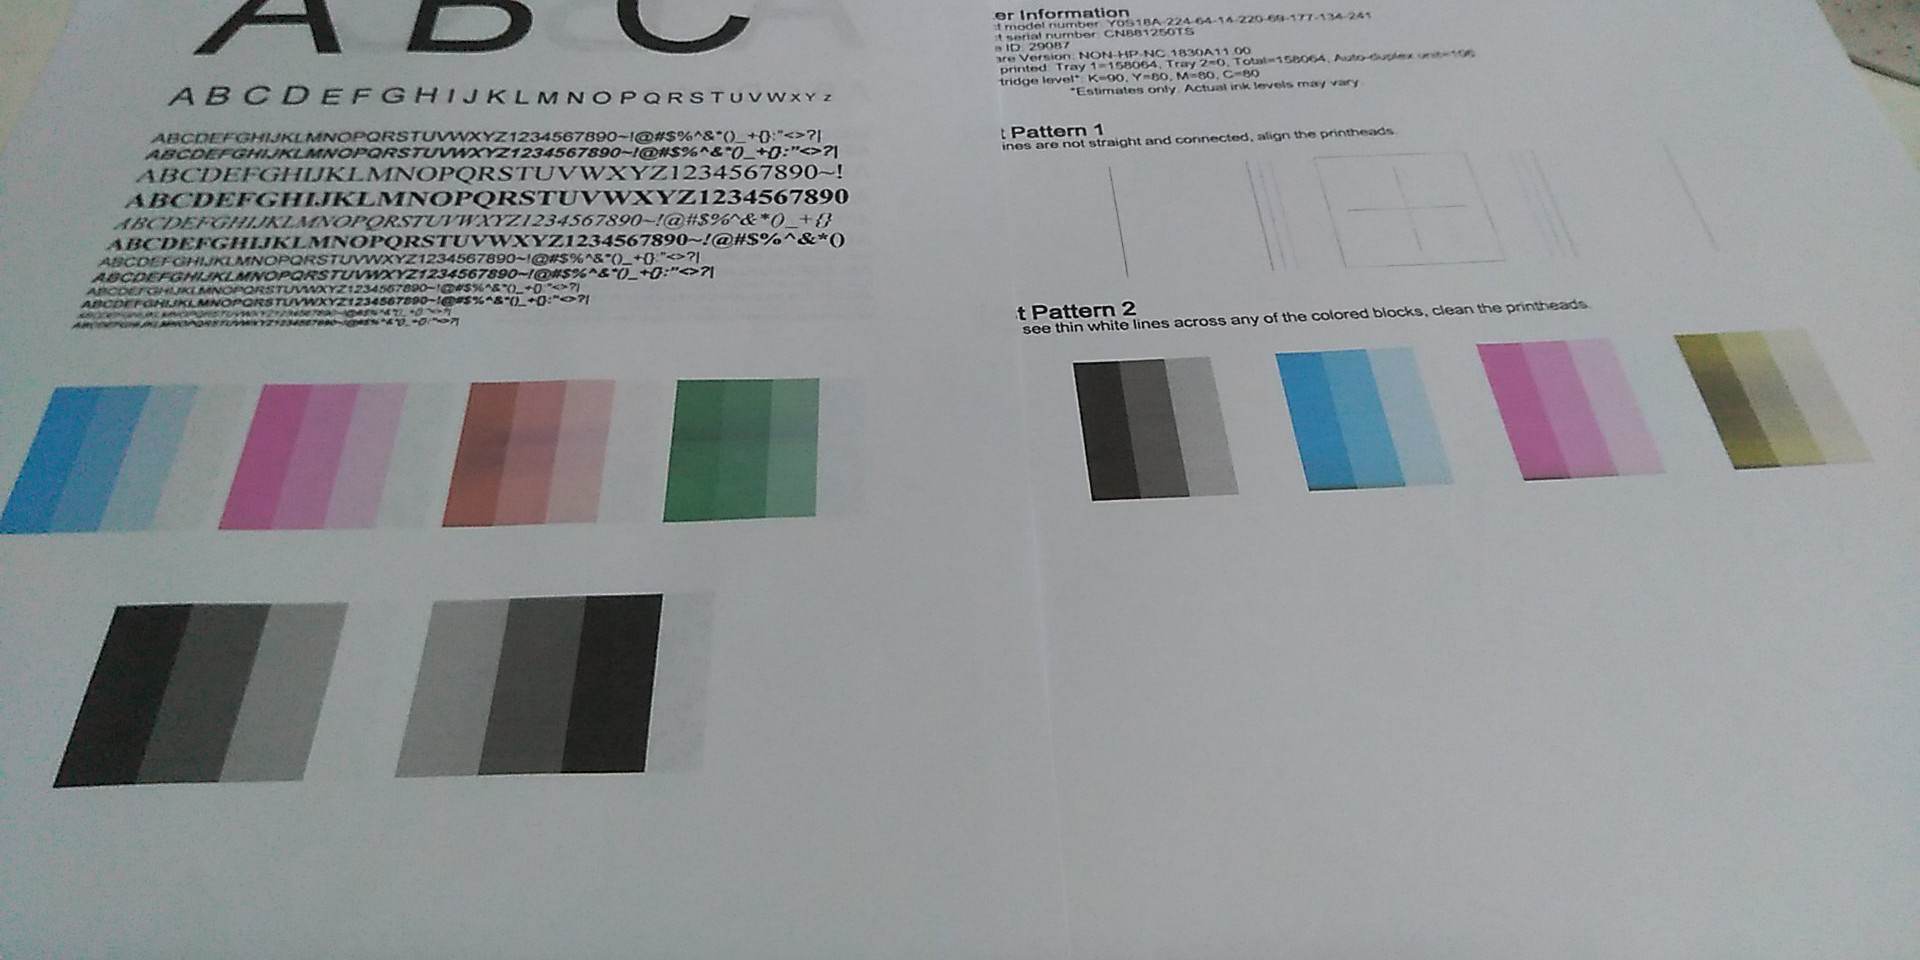 A B C
A B C D E F G H I J K L M N O P Q R S T U V W X Y Z
ABCDEFGHIJKLMNOPQRSTUVWXYZ1234567890~!@#$%^&*()_+{}:"<>?|
ABCDEFGHIJKLMNOPQRSTUVWXYZ1234567890~!@#$%^&*()_+{}:"<>?|
ABCDEFGHIJKLMNOPQRSTUVWXYZ1234567890~!
ABCDEFGHIJKLMNOPQRSTUVWXYZ1234567890
ABCDEFGHIJKLMNOPQRSTUVWXYZ1234567890~!@#$%^&*()_+{}
ABCDEFGHIJKLMNOPQRSTUVWXYZ1234567890~!@#$%^&*()
ABCDEFGHIJKLMNOPQRSTUVWXYZ1234567890~!@#$%^&*()_+{}:"<>?|
ABCDEFGHIJKLMNOPQRSTUVWXYZ1234567890~!@#$%^&*()_+{}:"<>?|
ABCDEFGHIJKLMNOPQRSTUVWXYZ1234567890~!@#$%^&*()_+{}:"<>?|
ABCDEFGHIJKLMNOPQRSTUVWXYZ1234567890~!@#$%^&*()_+{}:"<>?|
ABCDEFGHIJKLMNOPQRSTUVWXYZ1234567890~!@#$%^&*()_+{}:"<>?|
ABCDEFGHIJKLMNOPQRSTUVWXYZ1234567890~!@#$%^&*()_+{}:"<>?|
er Information
t model number: Y0S18A-224-64-14-220-69-177-134-241
t serial number: CN881250TS
ID: 29087
are Version: NON-HP-NC.1830A11.00
printed: Tray 1=158064, Tray 2=0, Total=158064, Auto-duplex unit=106
tridge level*: K=90, Y=80, M=80, C=80
*Estimates only. Actual ink levels may vary.
t Pattern 1
ines are not straight and connected, align the printheads.
t Pattern 2
see thin white lines across any of the colored blocks, clean the printheads.